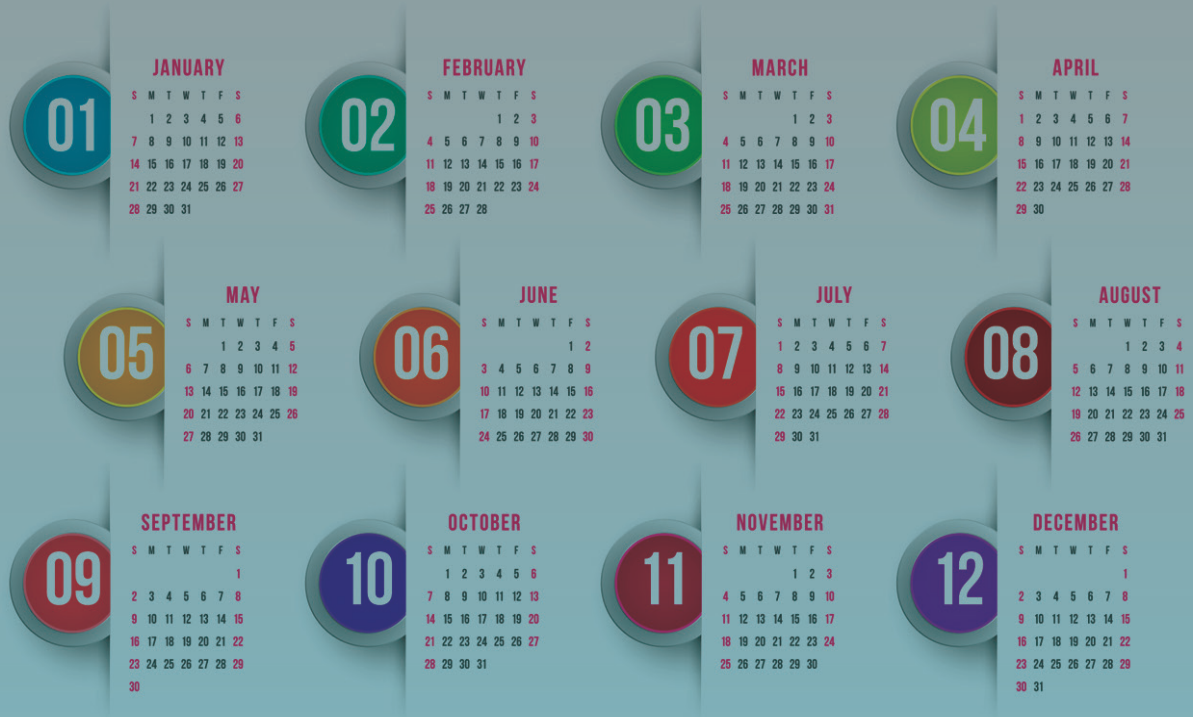 01
JANUARY
S M T W T F S
1 2 3 4 5 6
7 8 9 10 11 12 13
14 15 16 17 18 19 20
21 22 23 24 25 26 27
28 29 30 31
02
FEBRUARY
S M T W T F S
1 2 3
4 5 6 7 8 9 10
11 12 13 14 15 16 17
18 19 20 21 22 23 24
25 26 27 28
03
MARCH
S M T W T F S
1 2 3
4 5 6 7 8 9 10
11 12 13 14 15 16 17
18 19 20 21 22 23 24
25 26 27 28 29 30 31
04
APRIL
S M T W T F S
1 2 3 4 5 6 7
8 9 10 11 12 13 14
15 16 17 18 19 20 21
22 23 24 25 26 27 28
29 30
05
MAY
S M T W T F S
1 2 3 4 5
6 7 8 9 10 11 12
13 14 15 16 17 18 19
20 21 22 23 24 25 26
27 28 29 30 31
06
JUNE
S M T W T F S
1 2
3 4 5 6 7 8 9
10 11 12 13 14 15 16
17 18 19 20 21 22 23
24 25 26 27 28 29 30
07
JULY
S M T W T F S
1 2 3 4 5 6 7
8 9 10 11 12 13 14
15 16 17 18 19 20 21
22 23 24 25 26 27 28
29 30 31
08
AUGUST
S M T W T F S
1 2 3 4
5 6 7 8 9 10 11
12 13 14 15 16 17 18
19 20 21 22 23 24 25
26 27 28 29 30 31
09
SEPTEMBER
S M T W T F S
1
2 3 4 5 6 7 8
9 10 11 12 13 14 15
16 17 18 19 20 21 22
23 24 25 26 27 28 29
30
10
OCTOBER
S M T W T F S
1 2 3 4 5 6
7 8 9 10 11 12 13
14 15 16 17 18 19 20
21 22 23 24 25 26 27
28 29 30 31
11
NOVEMBER
S M T W T F S
1 2 3
4 5 6 7 8 9 10
11 12 13 14 15 16 17
18 19 20 21 22 23 24
25 26 27 28 29 30
12
DECEMBER
S M T W T F S
1
2 3 4 5 6 7 8
9 10 11 12 13 14 15
16 17 18 19 20 21 22
23 24 25 26 27 28 29
30 31